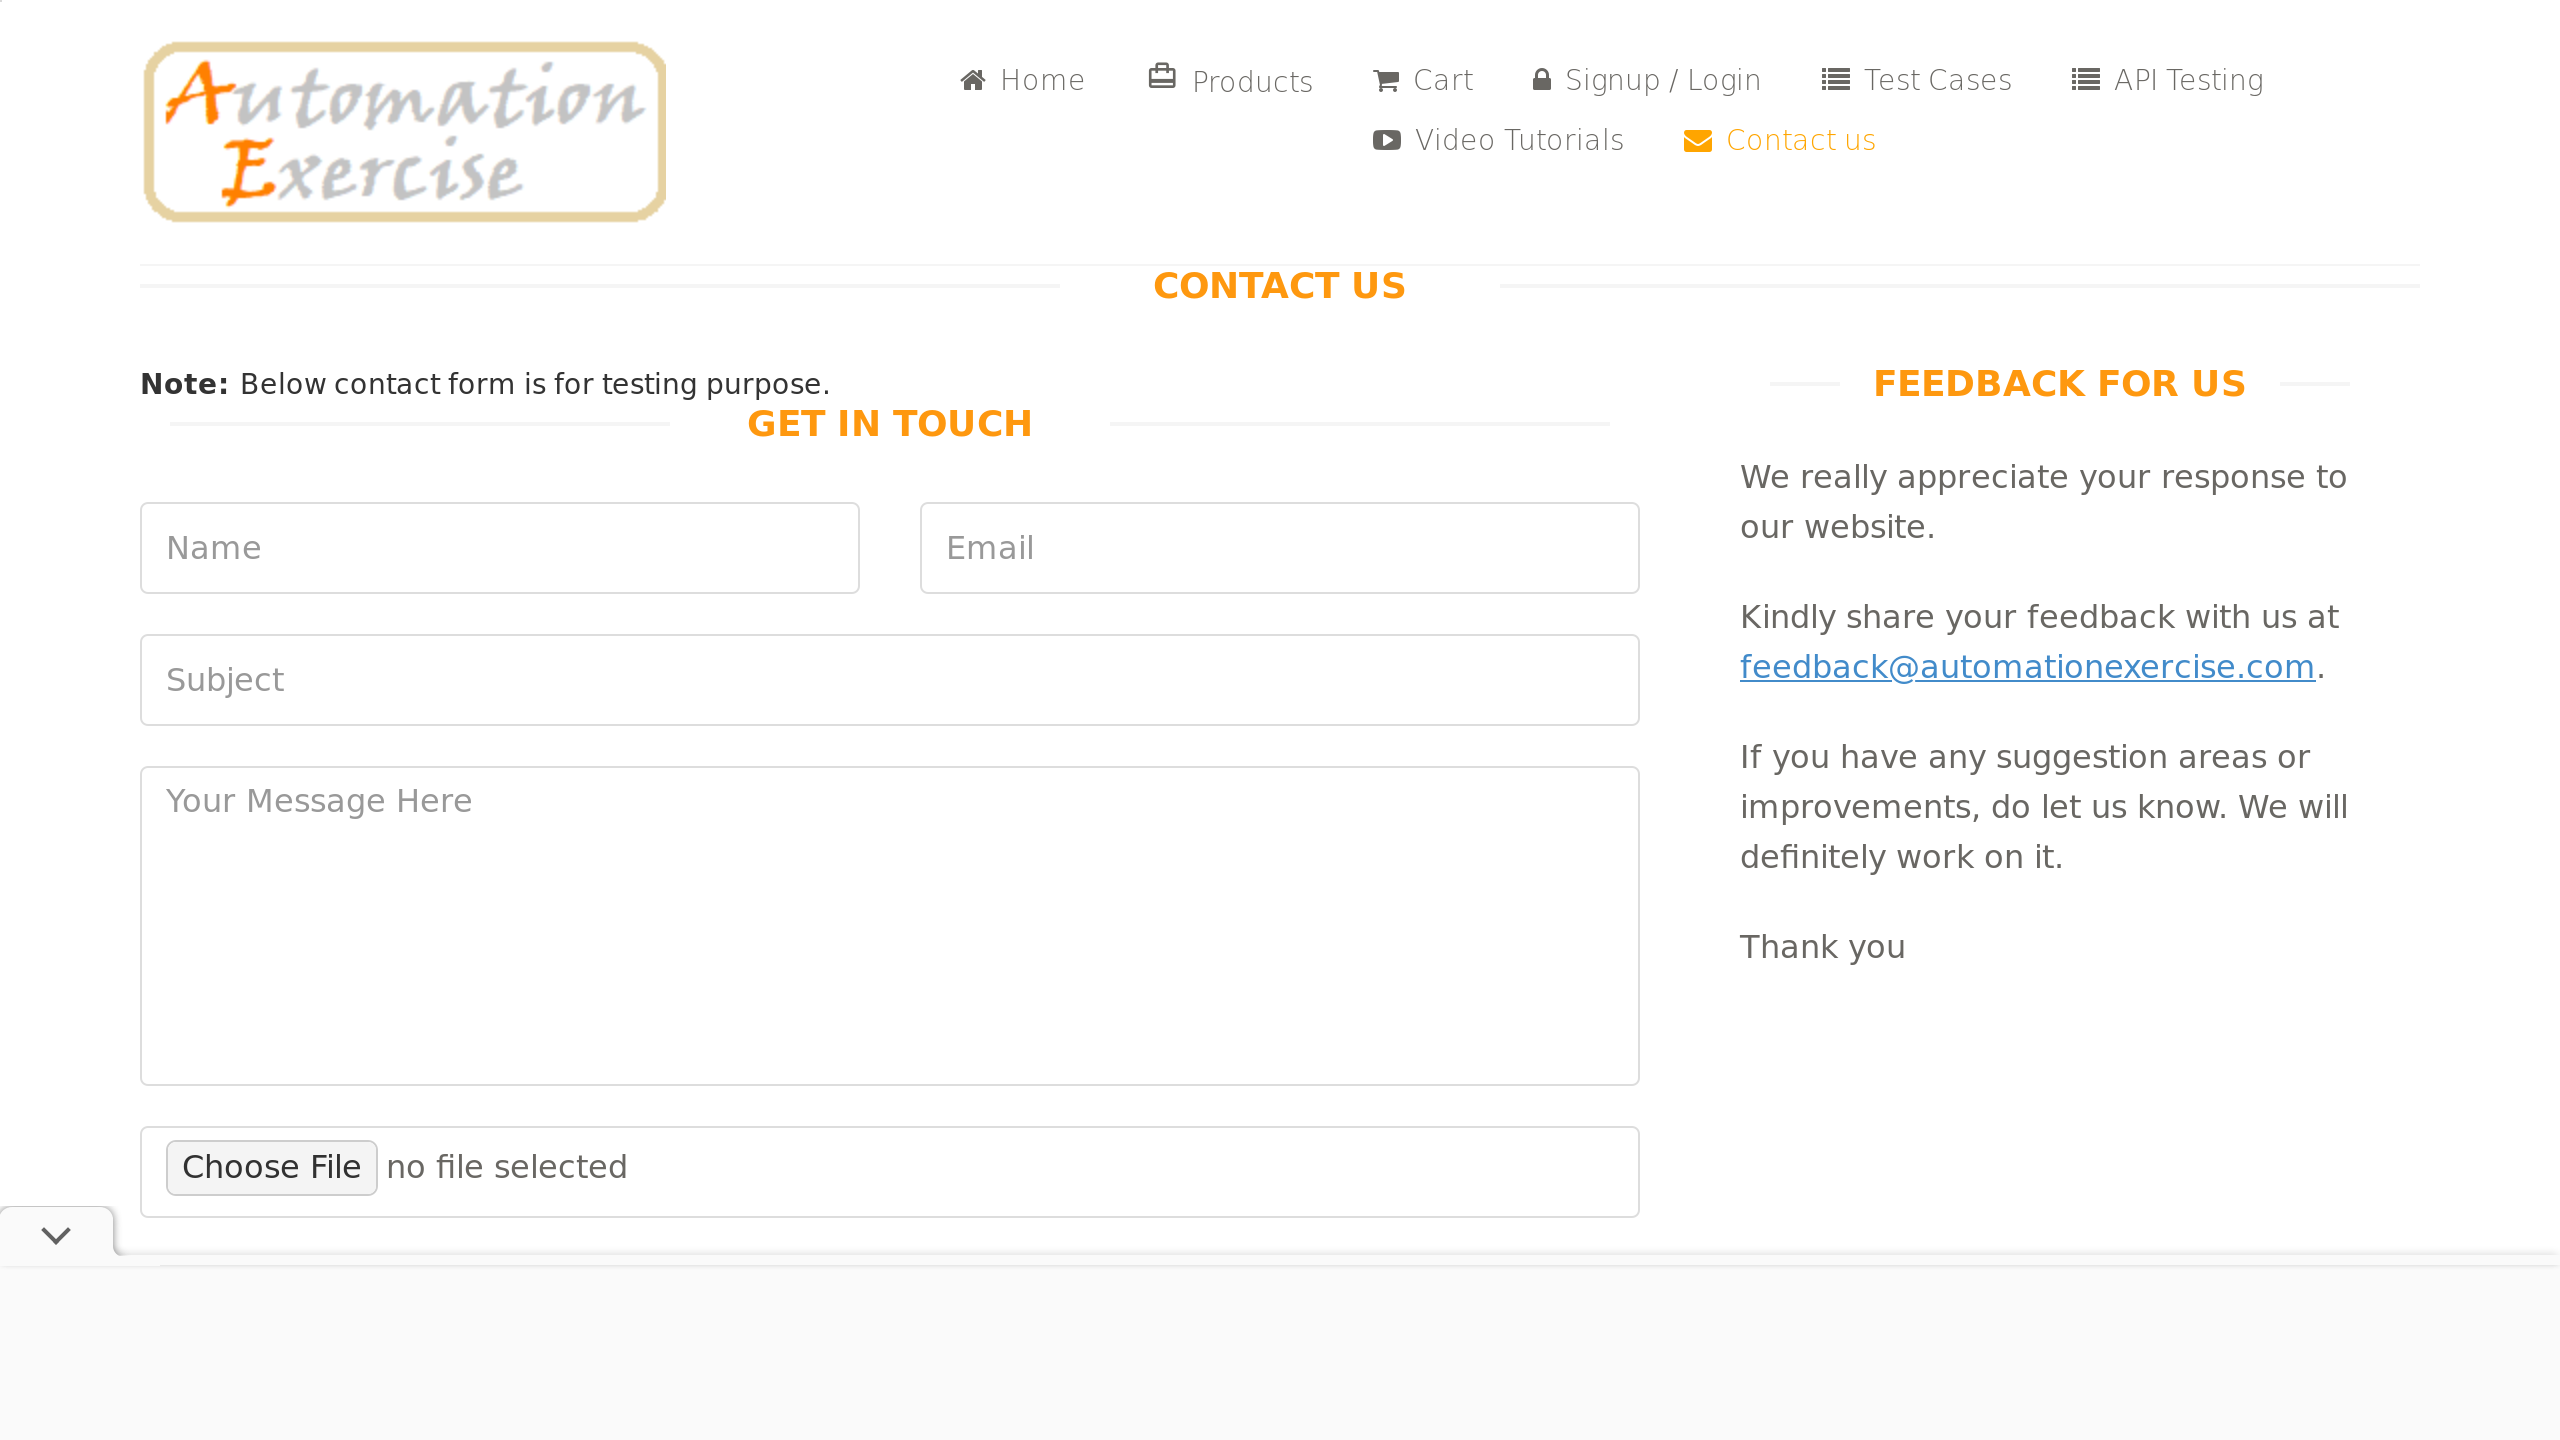 Automation
Exercise
Home Products Cart Signup / Login Test Cases API Testing
Video Tutorials Contact us
CONTACT US
Note: Below contact form is for testing purpose.
GET IN TOUCH
Name Email
Subject
Your Message Here
Choose File no file selected
FEEDBACK FOR US
We really appreciate your response to
our website.
Kindly share your feedback with us at
feedback@automationexercise.com.
If you have any suggestion areas or
improvements, do let us know. We will
definitely work on it.
Thank you